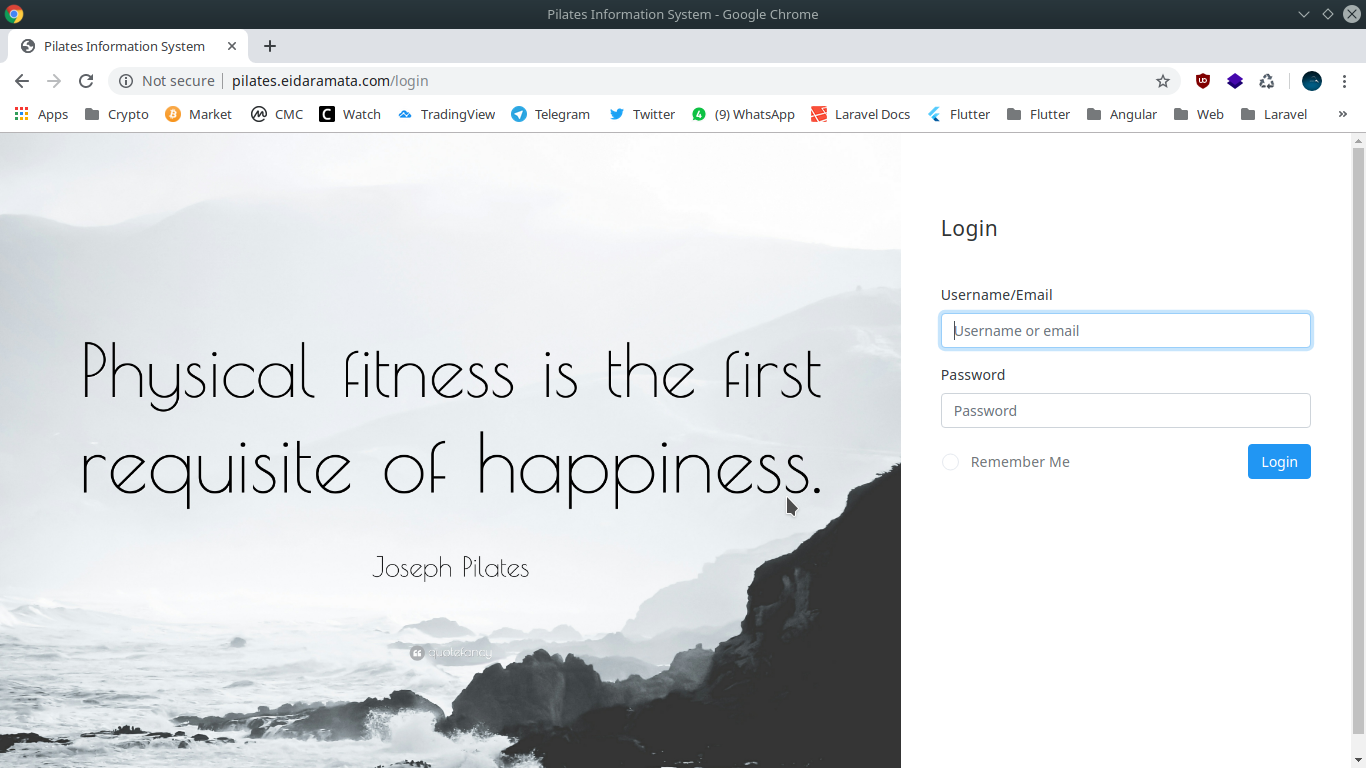 Pilates Information System - Google Chrome
Pilates Information System
Not secure pilates.eidaramata.com/login
Apps Crypto Market CMC Watch TradingView Telegram Twitter (9) WhatsApp Laravel Docs Flutter Flutter Angular Web Laravel »
Physical fitness is the first
requisite of happiness.
Joseph Pilates
quotefancy
Login
Username/Email
Username or email
Password
Password
Remember Me Login